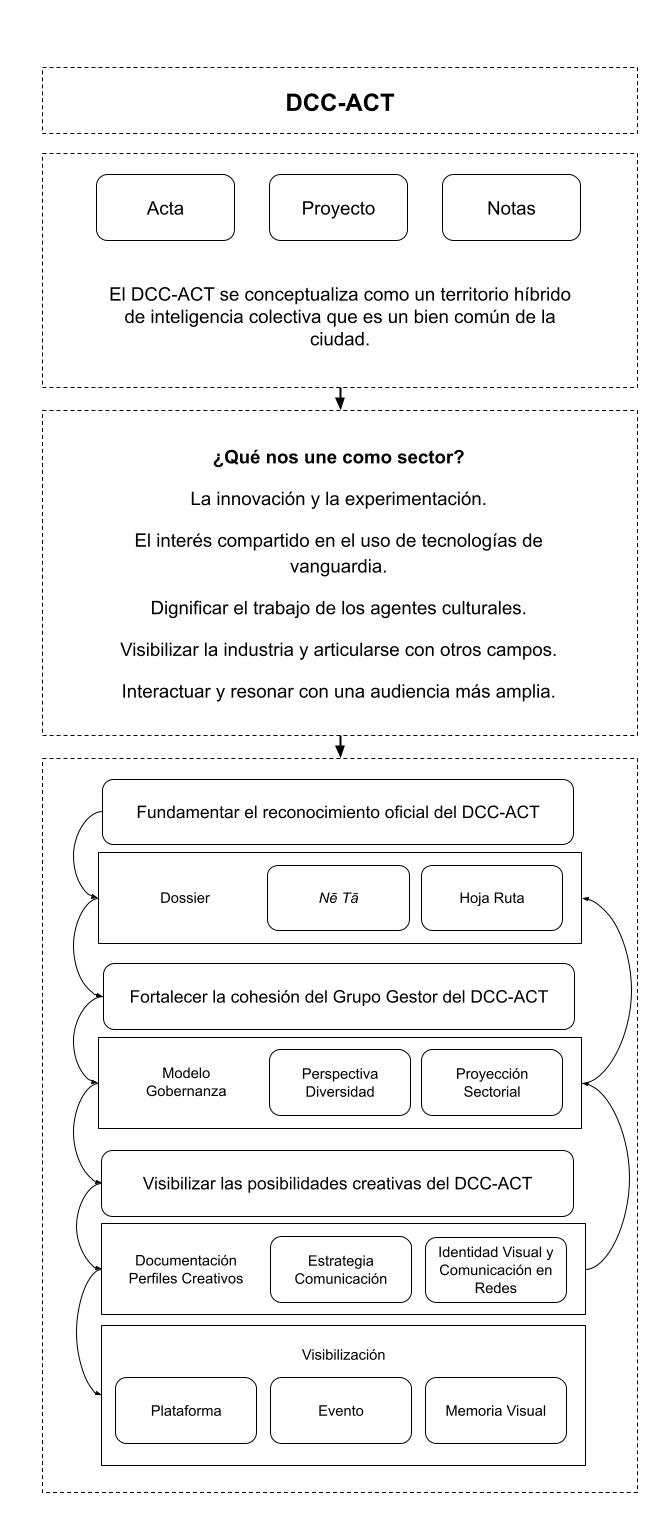 DCC-ACT
Acta
Proyecto
Notas
El DCC-ACT se conceptualiza como un territorio híbrido
de inteligencia colectiva que es un bien común de la
ciudad.
¿Qué nos une como sector?
La innovación y la experimentación.
El interés compartido en el uso de tecnologías de
vanguardia.
Dignificar el trabajo de los agentes culturales.
Visibilizar la industria y articularse con otros campos.
Interactuar y resonar con una audiencia más amplia.
Fundamentar el reconocimiento oficial del DCC-ACT
Dossier
Nē Tā
Hoja Ruta
Fortalecer la cohesión del Grupo Gestor del DCC-ACT
Modelo
Gobernanza
Perspectiva
Diversidad
Proyección
Sectorial
Visibilizar las posibilidades creativas del DCC-ACT
Documentación
Perfiles Creativos
Estrategia
Comunicación
Identidad Visual y
Comunicación en
Redes
Visibilización
Plataforma
Evento
Memoria Visual